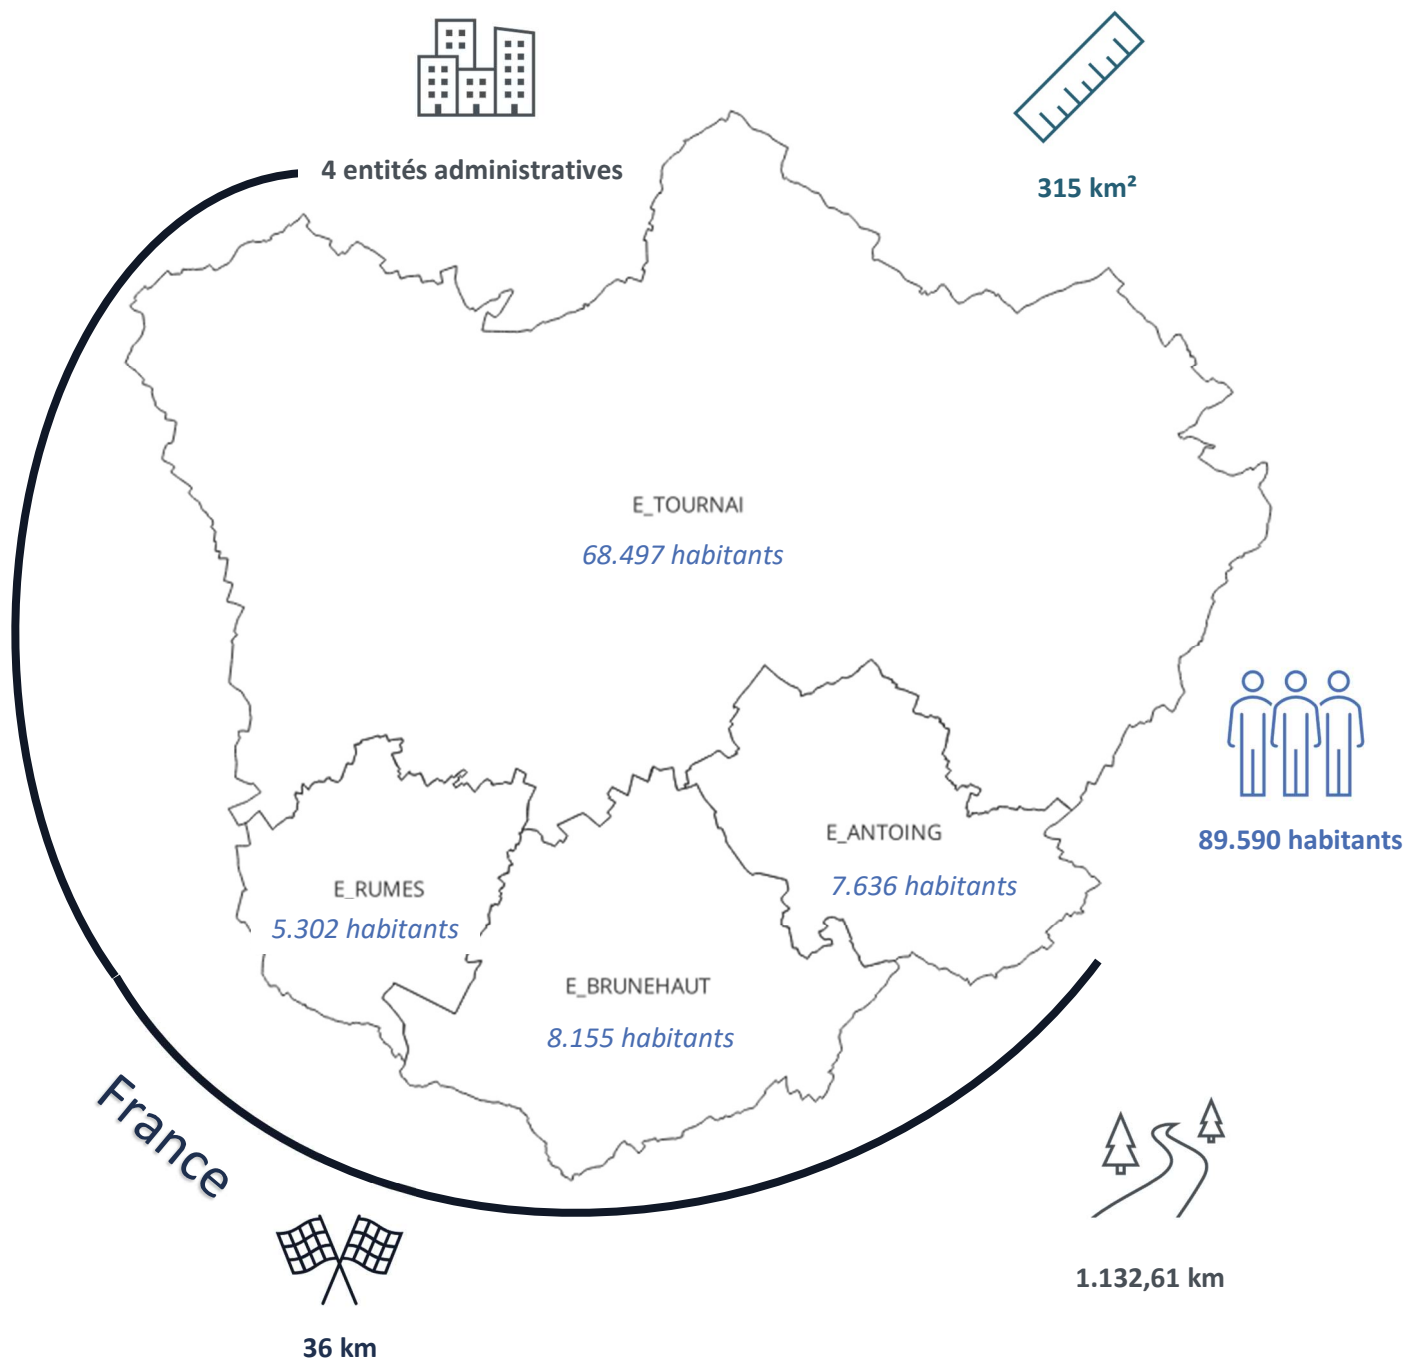 4 entités administratives
315 km²
E_TOURNAI
68.497 habitants
89.590 habitants
E_ANTOING
7.636 habitants
E_RUMES
5.302 habitants
E_BRUNEHAUT
8.155 habitants
France
1.132,61 km
36 km